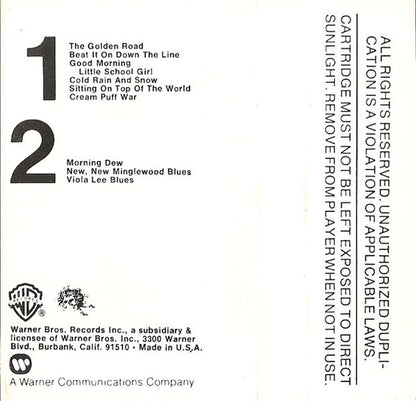 1
The Golden Road
Beat It On Down The Line
Good Morning
Little School Girl
Cold Rain And Snow
Sitting On Top Of The World
Cream Puff War
2
Morning Dew
New, New Minglewood Blues
Viola Lee Blues
WB
Warner Bros. Records Inc., a subsidiary &
licensee of Warner Bros. Inc., 3300 Warner
Blvd., Burbank, Calif. 91510 • Made in U.S.A.
A Warner Communications Company
ALL RIGHTS RESERVED. UNAUTHORIZED DUPLI-
CATION IS A VIOLATION OF APPLICABLE LAWS.
CARTRIDGE MUST NOT BE LEFT EXPOSED TO DIRECT
SUNLIGHT. REMOVE FROM PLAYER WHEN NOT IN USE.